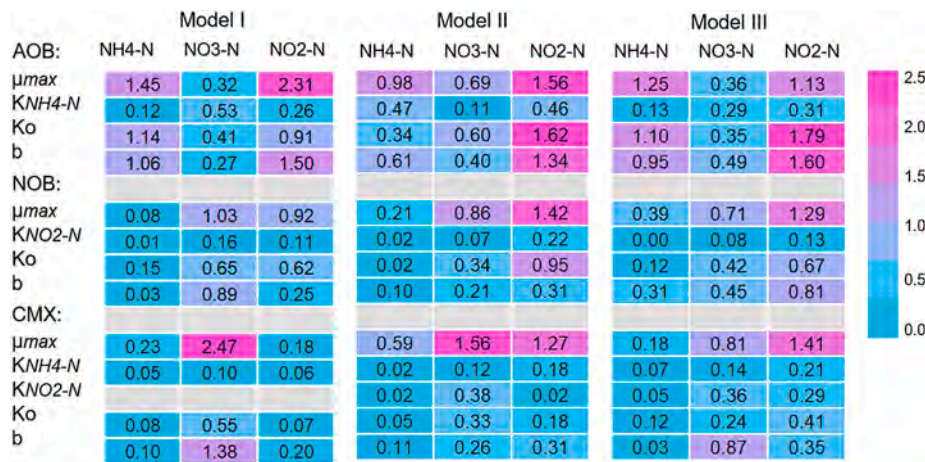 Model I Model II Model III
AOB: NH4-N NO3-N NO2-N NH4-N NO3-N NO2-N NH4-N NO3-N NO2-N
μmax 1.45 0.32 2.31 0.98 0.69 1.56 1.25 0.36 1.13 2.5
KNH4-N 0.12 0.53 0.26 0.47 0.11 0.46 0.13 0.29 0.31
Ko 1.14 0.41 0.91 0.34 0.60 1.62 1.10 0.35 1.79 2.0
b 1.06 0.27 1.50 0.61 0.40 1.34 0.95 0.49 1.60
NOB: 1.5
μmax 0.08 1.03 0.92 0.21 0.86 1.42 0.39 0.71 1.29
KNO2-N 0.01 0.16 0.11 0.02 0.07 0.22 0.00 0.08 0.13 1.0
Ko 0.15 0.65 0.62 0.02 0.34 0.95 0.12 0.42 0.67
b 0.03 0.89 0.25 0.10 0.21 0.31 0.31 0.45 0.81 0.5
CMX:
μmax 0.23 2.47 0.18 0.59 1.56 1.27 0.18 0.81 1.41 0.0
KNH4-N 0.05 0.10 0.06 0.02 0.12 0.18 0.07 0.14 0.21
KNO2-N 0.02 0.38 0.02 0.05 0.36 0.29
Ko 0.08 0.55 0.07 0.05 0.33 0.18 0.12 0.24 0.41
b 0.10 1.38 0.20 0.11 0.26 0.31 0.03 0.87 0.35